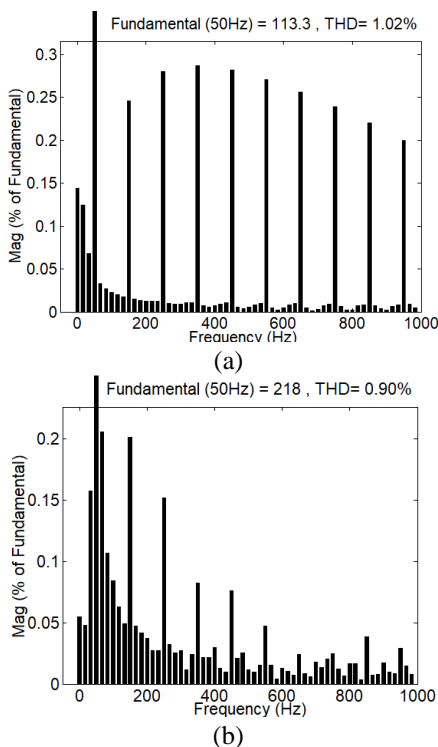 Fundamental (50Hz) = 113.3 , THD= 1.02%
0.3
0.25
0.2
0.15
0.1
0.05
0
Mag (% of Fundamental)
0 200 400 600 800 1000
Frequency (Hz)
(a)
Fundamental (50Hz) = 218 , THD= 0.90%
0.2
0.15
0.1
0.05
0
Mag (% of Fundamental)
0 200 400 600 800 1000
Frequency (Hz)
(b)